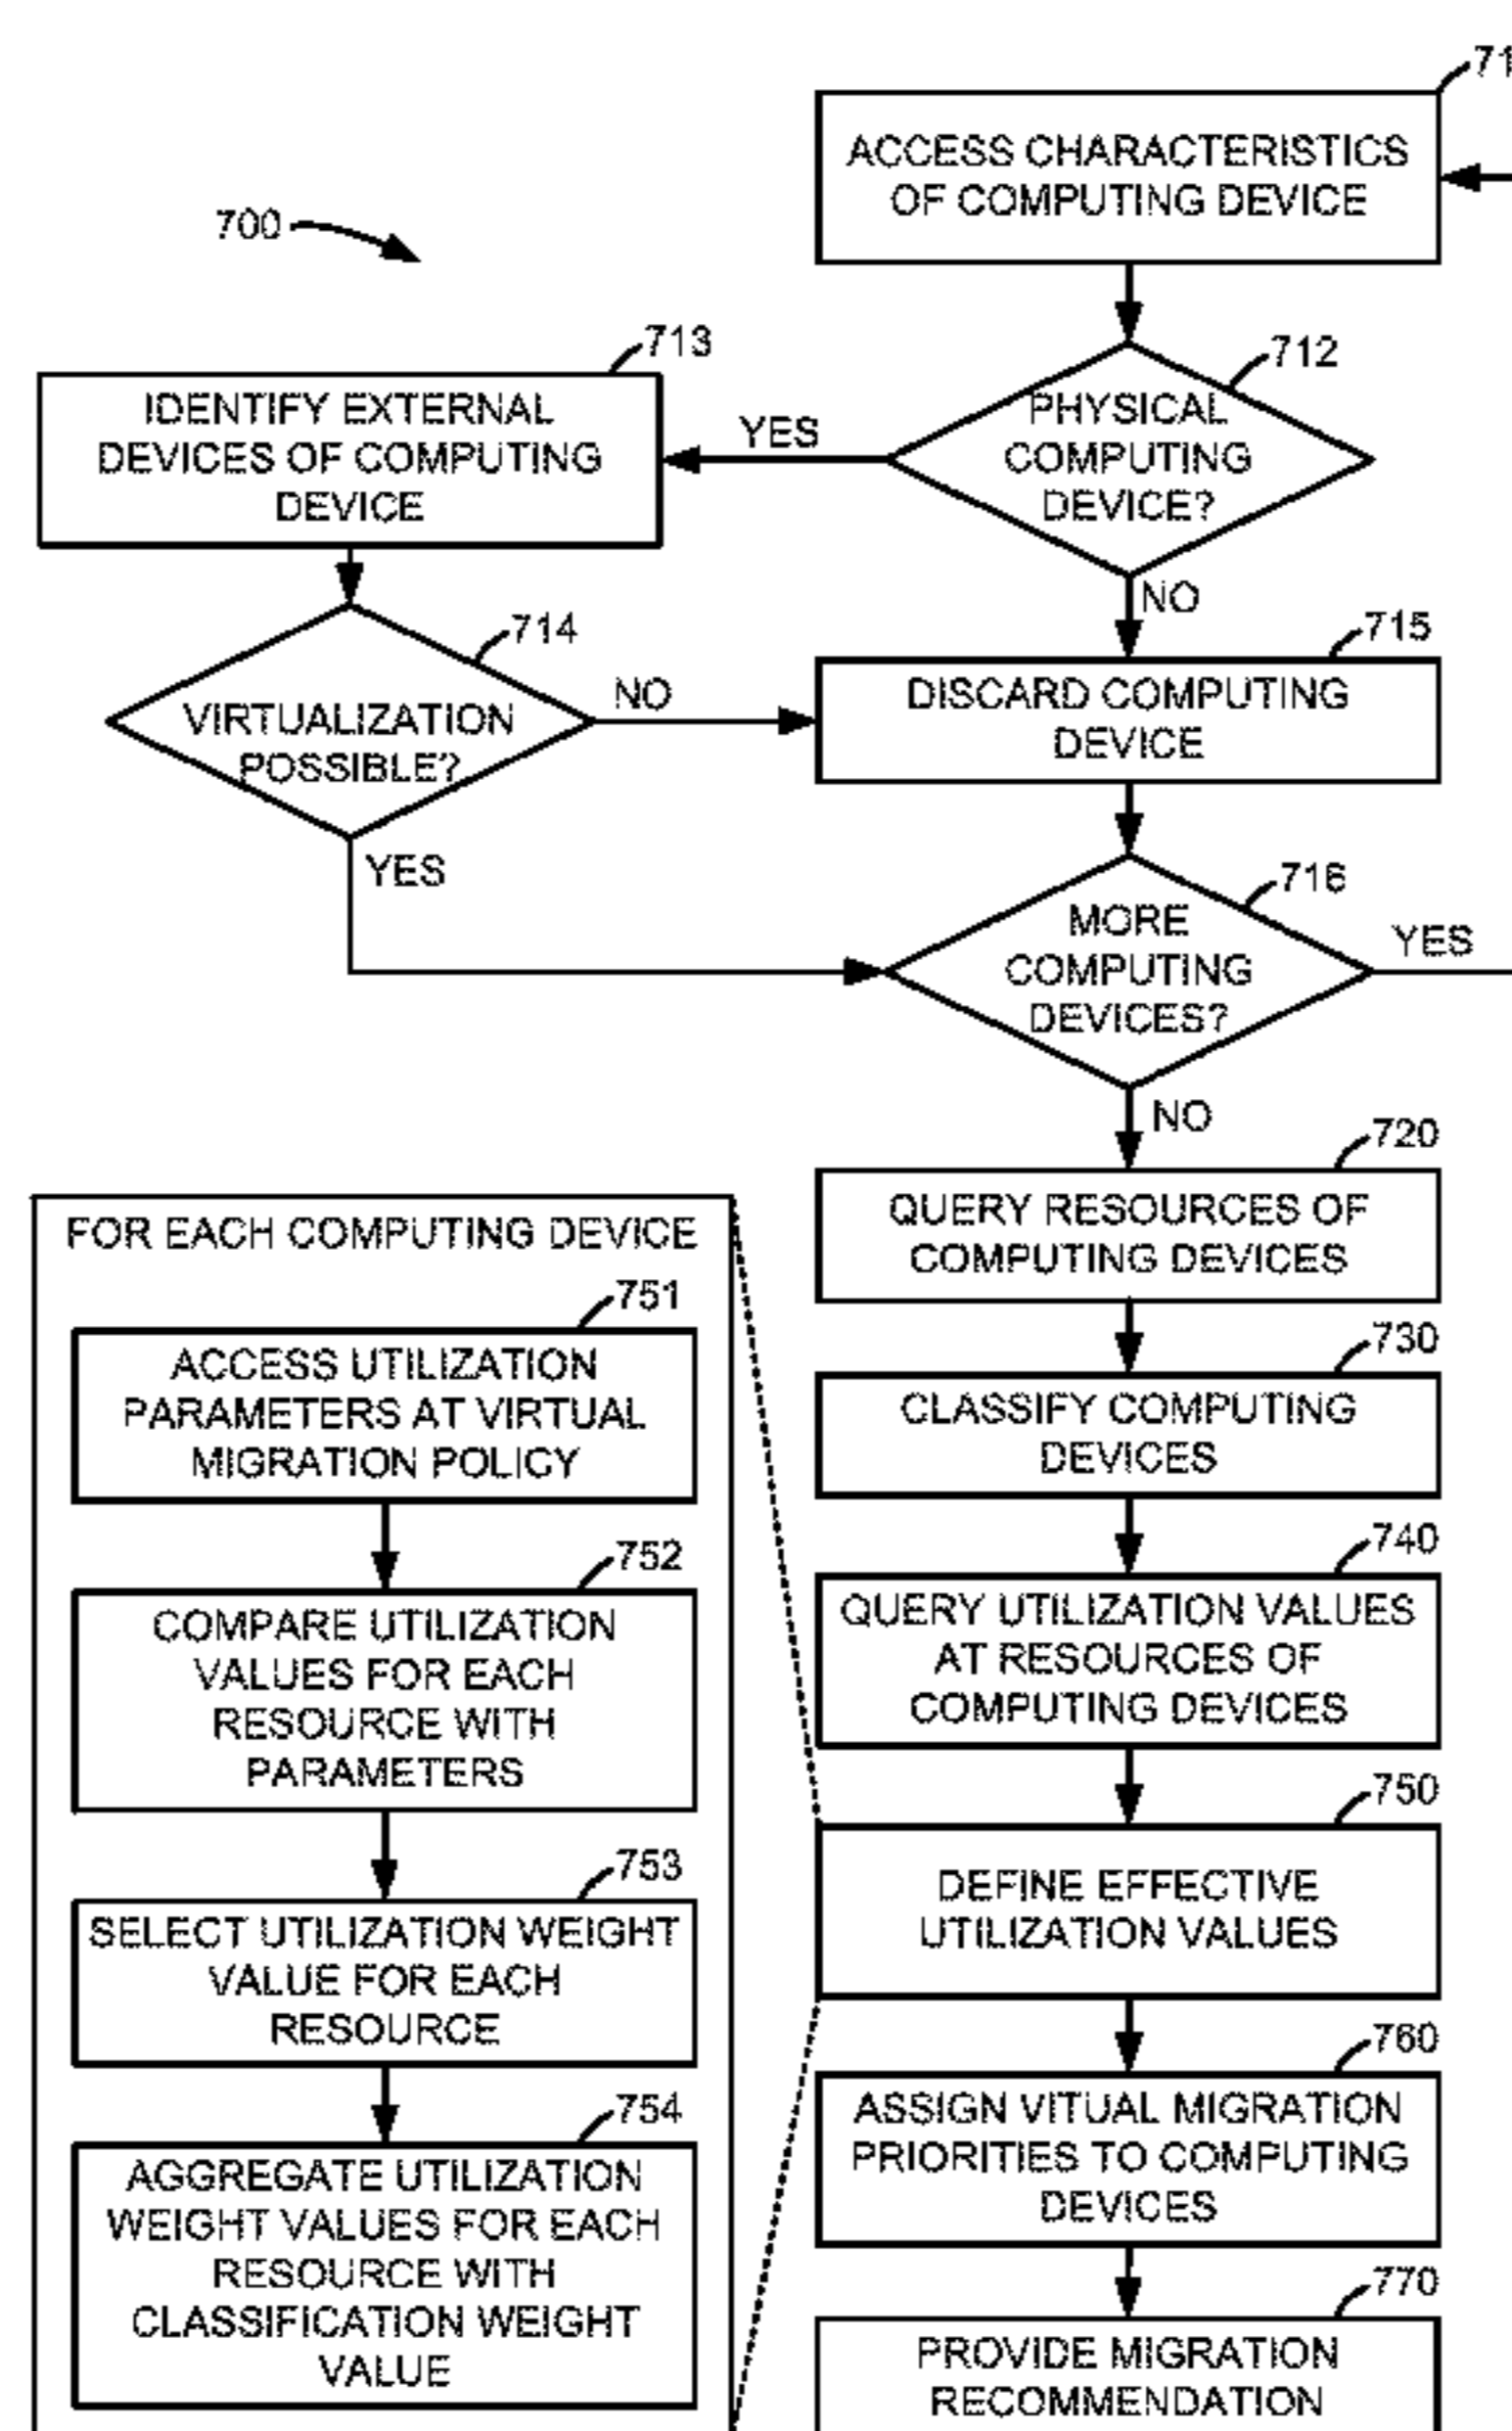 71
ACCESS CHARACTERISTICS
OF COMPUTING DEVICE
700
713
IDENTIFY EXTERNAL
DEVICES OF COMPUTING
DEVICE
YES
712
PHYSICAL
COMPUTING
DEVICE?
NO
714
VIRTUALIZATION
POSSIBLE?
NO
YES
715
DISCARD COMPUTING
DEVICE
716
MORE
COMPUTING
DEVICES?
YES
NO
720
QUERY RESOURCES OF
COMPUTING DEVICES
730
CLASSIFY COMPUTING
DEVICES
740
QUERY UTILIZATION VALUES
AT RESOURCES OF
COMPUTING DEVICES
750
DEFINE EFFECTIVE
UTILIZATION VALUES
FOR EACH COMPUTING DEVICE
751
ACCESS UTILIZATION
PARAMETERS AT VIRTUAL
MIGRATION POLICY
752
COMPARE UTILIZATION
VALUES FOR EACH
RESOURCE WITH
PARAMETERS
753
SELECT UTILIZATION WEIGHT
VALUE FOR EACH
RESOURCE
754
AGGREGATE UTILIZATION
WEIGHT VALUES FOR EACH
RESOURCE WITH
CLASSIFICATION WEIGHT
VALUE
760
ASSIGN VITUAL MIGRATION
PRIORITIES TO COMPUTING
DEVICES
770
PROVIDE MIGRATION
RECOMMENDATION